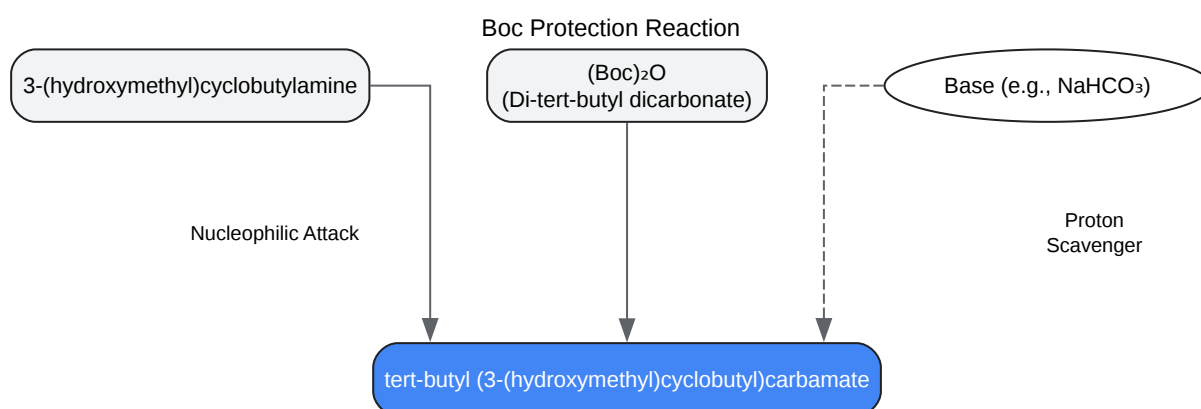 Boc Protection Reaction
3-(hydroxymethyl)cyclobutylamine
(Boc)₂O
(Di-tert-butyl dicarbonate)
Base (e.g., NaHCO₃)
Nucleophilic Attack
Proton
Scavenger
tert-butyl (3-(hydroxymethyl)cyclobutyl)carbamate